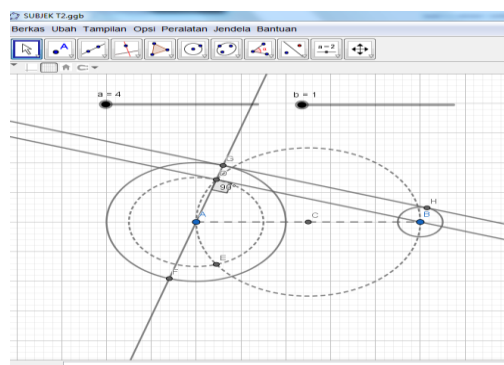 SUBJEK T2.ggb
Berkas Ubah Tampilan Opsi Peralatan Jendela Bantuan
A
a=2
a = 4
b = 1
G
90°
H
A
C
B
E
F